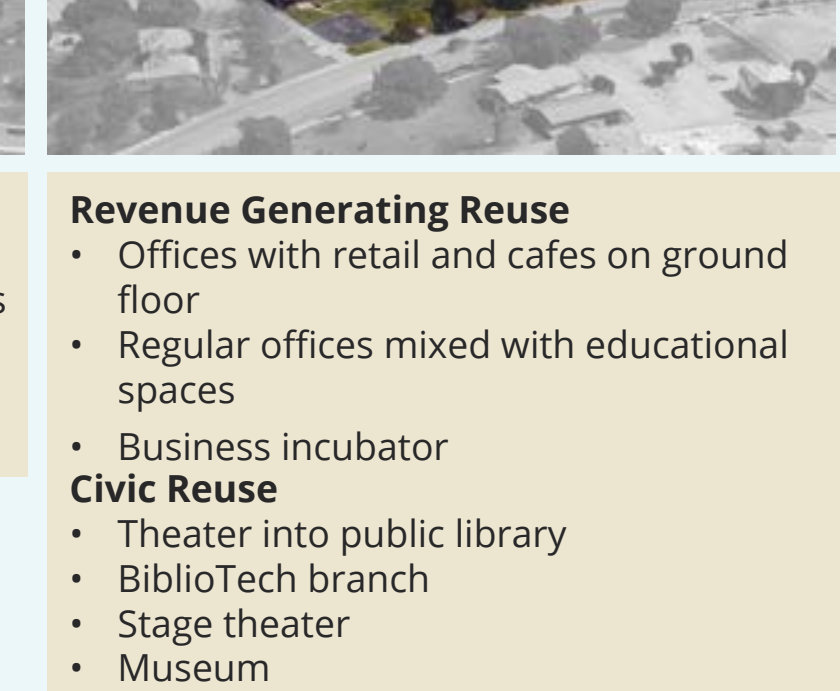 Revenue Generating Reuse
• Offices with retail and cafes on ground
floor
• Regular offices mixed with educational
spaces
• Business incubator
Civic Reuse
• Theater into public library
• BiblioTech branch
• Stage theater
• Museum